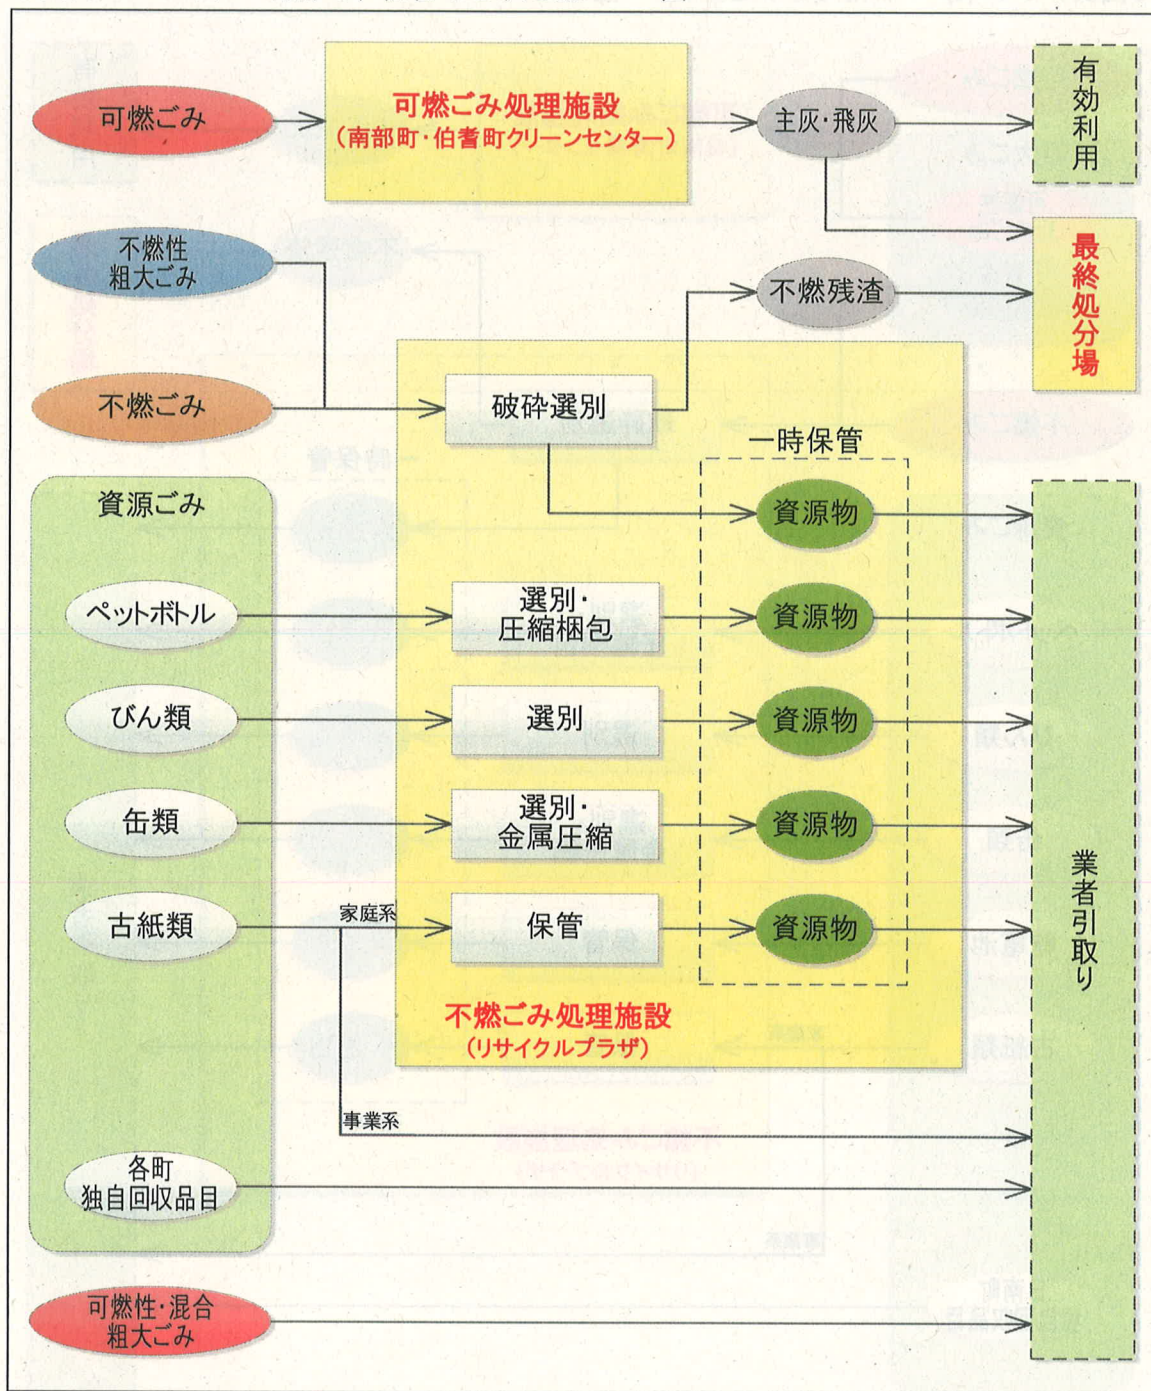 可燃ごみ
可燃ごみ処理施設
（南部町・伯耆町クリーンセンター）
主灰・飛灰
有効利用
不燃性
粗大ごみ
不燃残渣
最終処分場
不燃ごみ
破砕選別
一時保管
資源ごみ
資源物
ペットボトル
選別・
圧縮梱包
資源物
びん類
選別
資源物
缶類
選別・
金属圧縮
資源物
古紙類
家庭系
保管
資源物
業者引取り
不燃ごみ処理施設
（リサイクルプラザ）
事業系
各町
独自回収品目
可燃性・混合
粗大ごみ